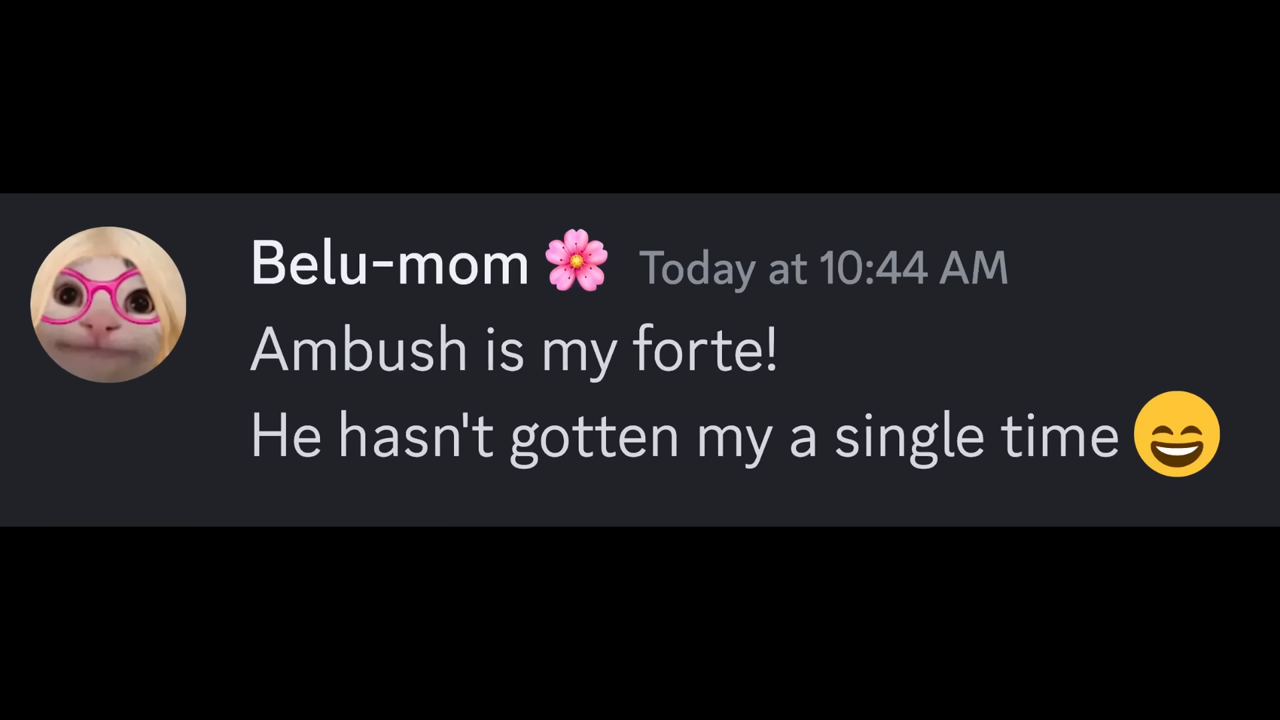 Belu-mom 🌸 Today at 10:44 AM
Ambush is my forte!
He hasn't gotten my a single time 😄